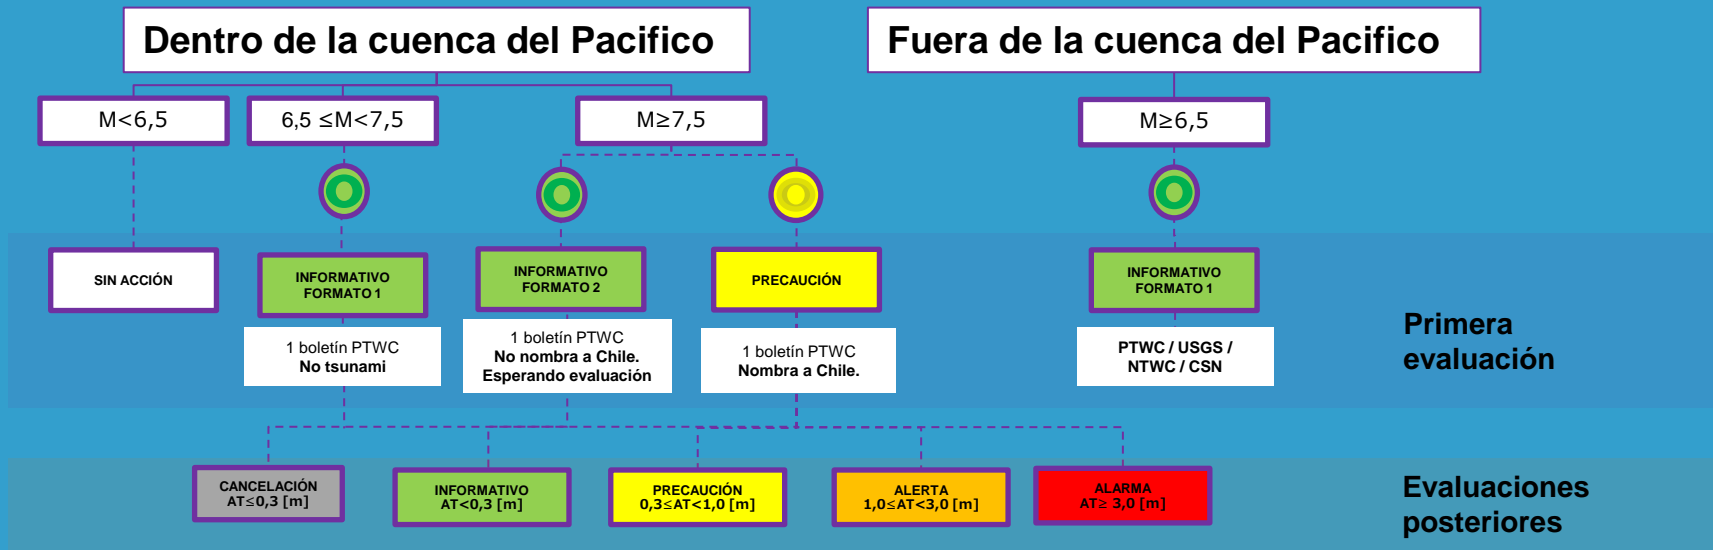 Dentro de la cuenca del Pacifico
Fuera de la cuenca del Pacifico
M<6,5
6,5 ≤M<7,5
M≥7,5
M≥6,5
SIN ACCIÓN
INFORMATIVO
FORMATO 1
INFORMATIVO
FORMATO 2
PRECAUCIÓN
INFORMATIVO
FORMATO 1
1 boletín PTWC
No tsunami
1 boletín PTWC
No nombra a Chile.
Esperando evaluación
1 boletín PTWC
Nombra a Chile.
PTWC / USGS /
NTWC / CSN
Primera
evaluación
CANCELACIÓN
AT≤0,3 [m]
INFORMATIVO
AT<0,3 [m]
PRECAUCIÓN
0,3≤AT<1,0 [m]
ALERTA
1,0≤AT<3,0 [m]
ALARMA
AT≥ 3,0 [m]
Evaluaciones
posteriores